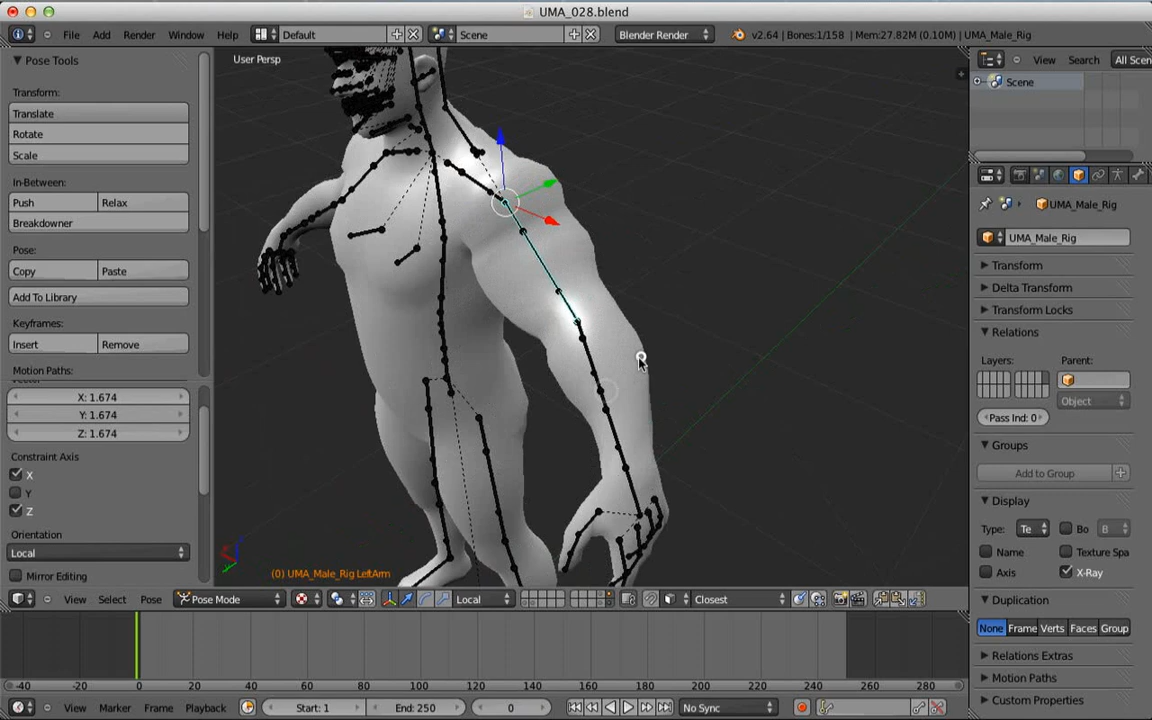 UMA_028.blend
File Add Render Window Help Default Scene Blender Render v2.64 | Bones:1/158 | Mem:27.82M (0.10M) | UMA_Male_Rig
Pose Tools
Transform:
Translate
Rotate
Scale
In-Between:
Push Relax
Breakdowner
Pose:
Copy Paste
Add To Library
Keyframes:
Insert Remove
Motion Paths:
X: 1.674
Y: 1.674
Z: 1.674
Constraint Axis
X
Y
Z
Orientation
Local
Mirror Editing
User Persp
(0) UMA_Male_Rig LeftArm
View Select Pose Pose Mode Local Closest
View Search All Scen
Scene
UMA_Male_Rig
UMA_Male_Rig
Transform
Delta Transform
Transform Locks
Relations
Layers: Parent:
Object
Pass Ind: 0
Groups
Add to Group
Display
Type: Te Bo B
Name Texture Spa
Axis X-Ray
Duplication
None Frame Verts Faces Group
Relations Extras
Motion Paths
Custom Properties
-40 -20 0 20 40 60 80 100 120 140 160 180 200 220 240 260 280
View Marker Frame Playback Start: 1 End: 250 0 No Sync